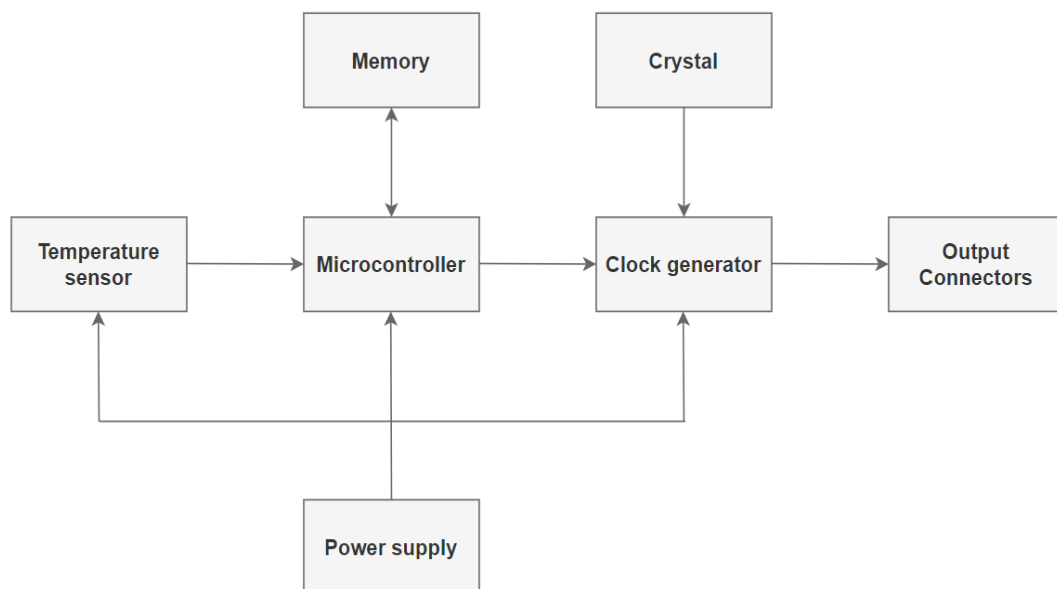 Memory
Crystal
Temperature
sensor
Microcontroller
Clock generator
Output
Connectors
Power supply